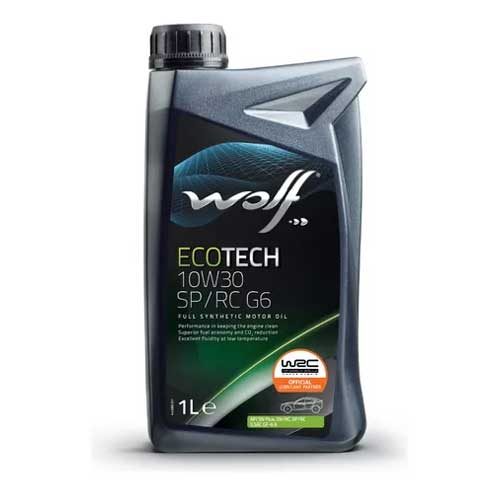 wolf
ECOTECH
10W30
SP/RC G6
FULL SYNTHETIC MOTOR OIL
Performance in keeping the engine clean
Superior fuel economy and CO₂ reduction
Excellent fluidity at low temperature
WRC
OFFICIAL
LUBRICANT PARTNER
1L e